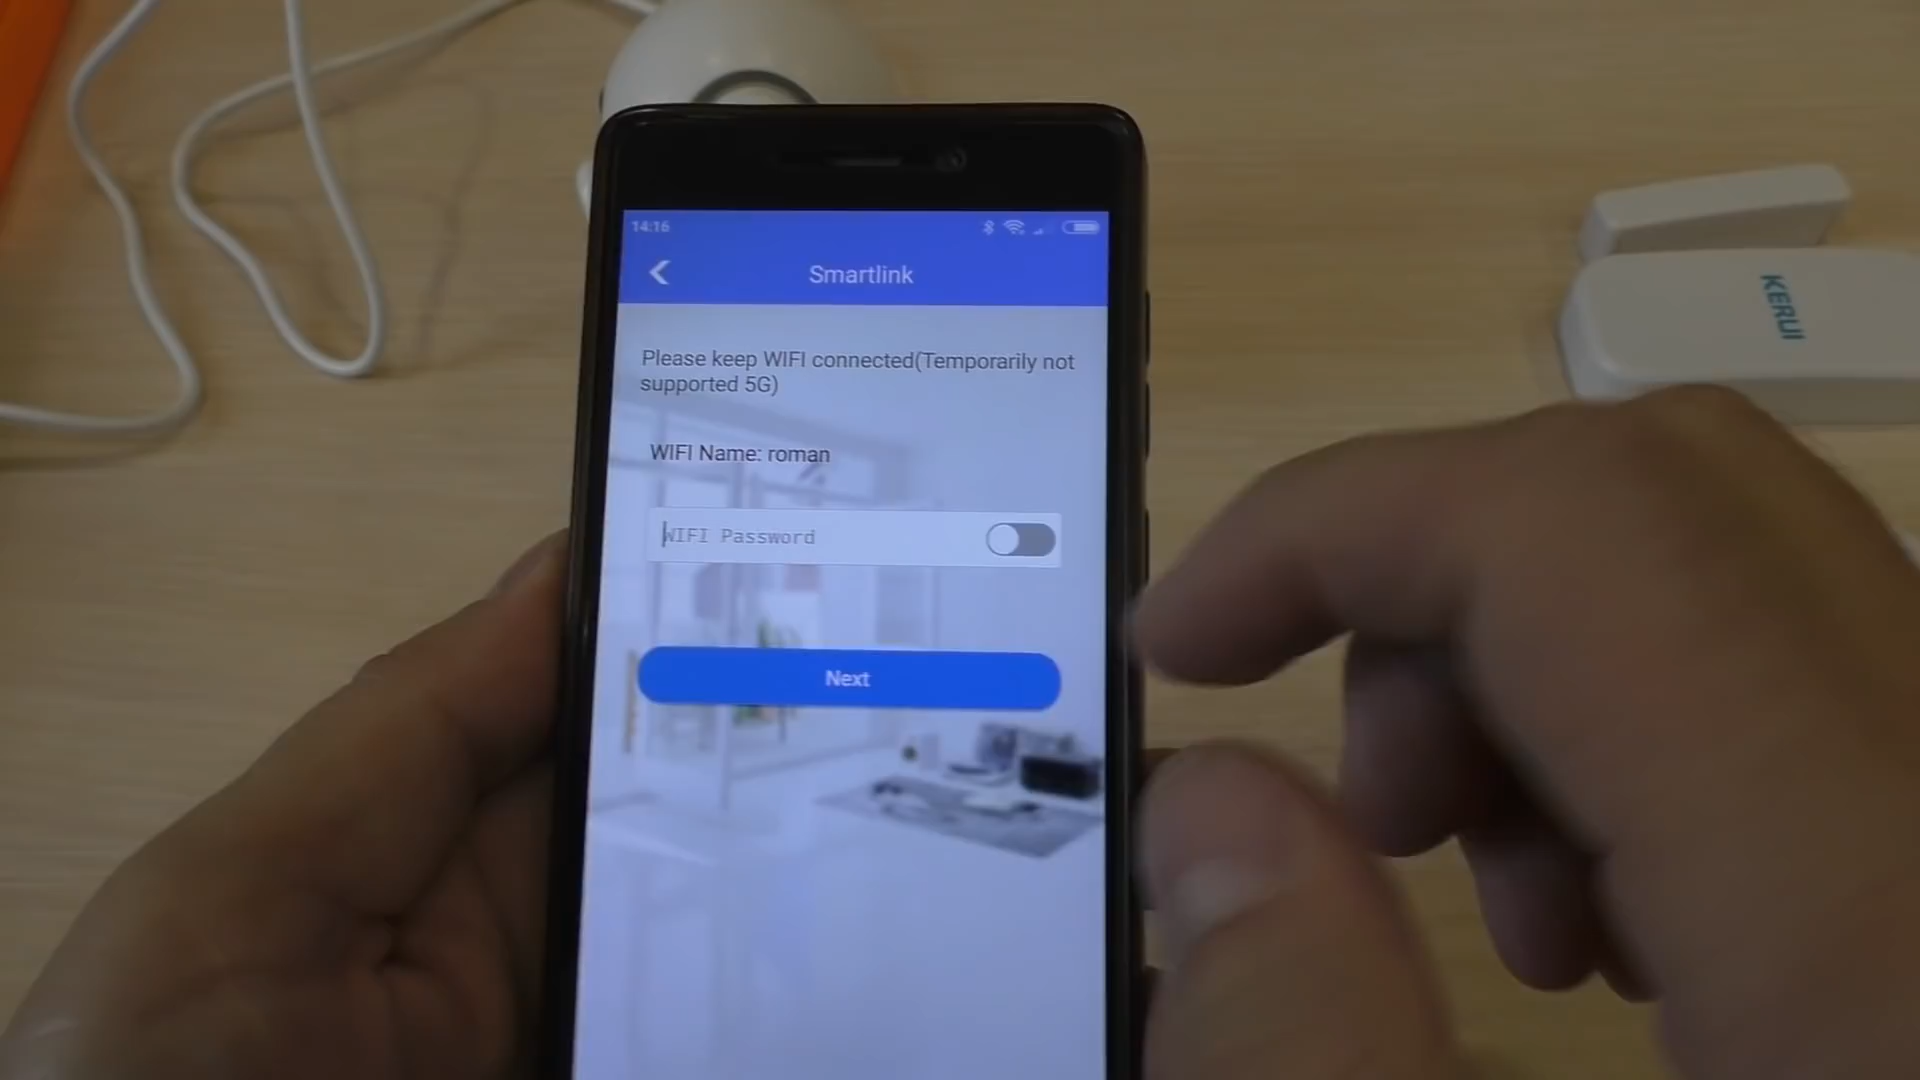 14:16
Smartlink
Please keep WIFI connected(Temporarily not
supported 5G)
WIFI Name: roman
WIFI Password
Next
KERUI